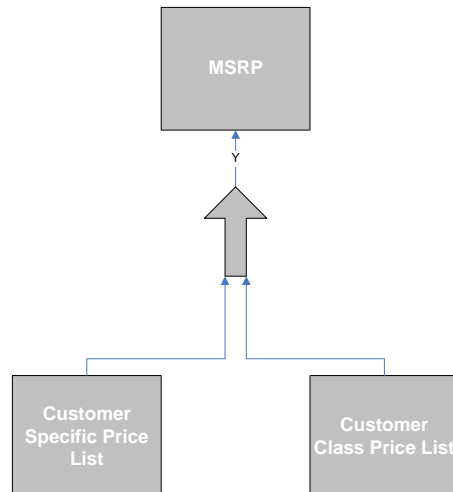 MSRP
Y
Customer
Specific Price
List
Customer
Class Price List